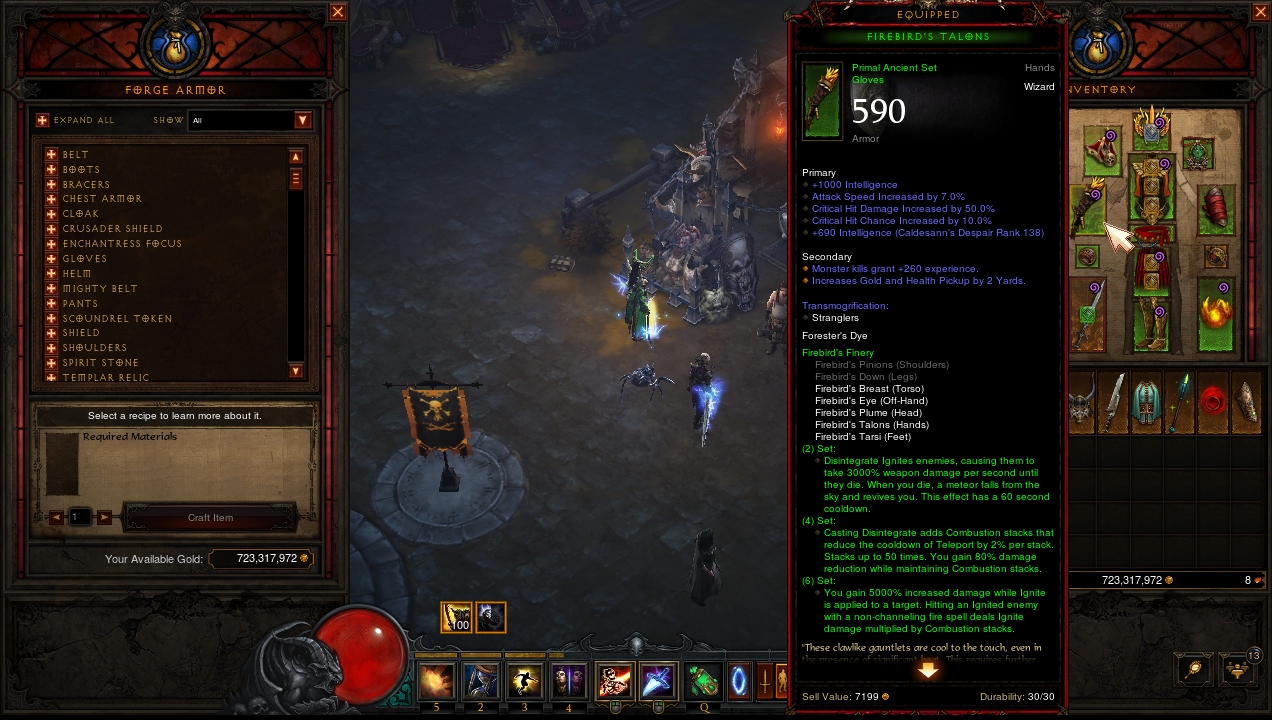 FORGE ARMOR
EXPAND ALL
SHOW
All
BELT
BOOTS
BRACERS
CHEST ARMOR
CLOAK
CRUSADER SHIELD
ENCHANTRESS FOCUS
GLOVES
HELM
MIGHTY BELT
PANTS
SCOUNDREL TOKEN
SHIELD
SHOULDERS
SPIRIT STONE
TEMPLAR RELIC
Select a recipe to learn more about it.
Required Materials
1
Craft Item
Your Available Gold: 723,317,972
100
5 2 3 4 Q
EQUIPPED
FIREBIRD'S TALONS
Primal Ancient Set
Gloves
Hands
Wizard
590
Armor
Primary
+1000 Intelligence
Attack Speed Increased by 7.0%
Critical Hit Damage Increased by 50.0%
Critical Hit Chance Increased by 10.0%
+690 Intelligence (Caldesann's Despair Rank 138)
Secondary
Monster kills grant +260 experience.
Increases Gold and Health Pickup by 2 Yards.
Transmogrification:
Stranglers
Forester's Dye
Firebird's Finery
Firebird's Pinions (Shoulders)
Firebird's Down (Legs)
Firebird's Breast (Torso)
Firebird's Eye (Off-Hand)
Firebird's Plume (Head)
Firebird's Talons (Hands)
Firebird's Tarsi (Feet)
(2) Set:
Disintegrate Ignites enemies, causing them to
take 3000% weapon damage per second until
they die. When you die, a meteor falls from the
sky and revives you. This effect has a 60 second
cooldown.
(4) Set:
Casting Disintegrate adds Combustion stacks that
reduce the cooldown of Teleport by 2% per stack.
Stacks up to 50 times. You gain 80% damage
reduction while maintaining Combustion stacks.
(6) Set:
You gain 5000% increased damage while Ignite
is applied to a target. Hitting an Ignited enemy
with a non-channeling fire spell deals Ignite
damage multiplied by Combustion stacks.
"These clawlike gauntlets are cool to the touch, even in
the presence of significant heat. This requires further
Sell Value: 7199
Durability: 30/30
NVENTORY
723,317,972
8
13